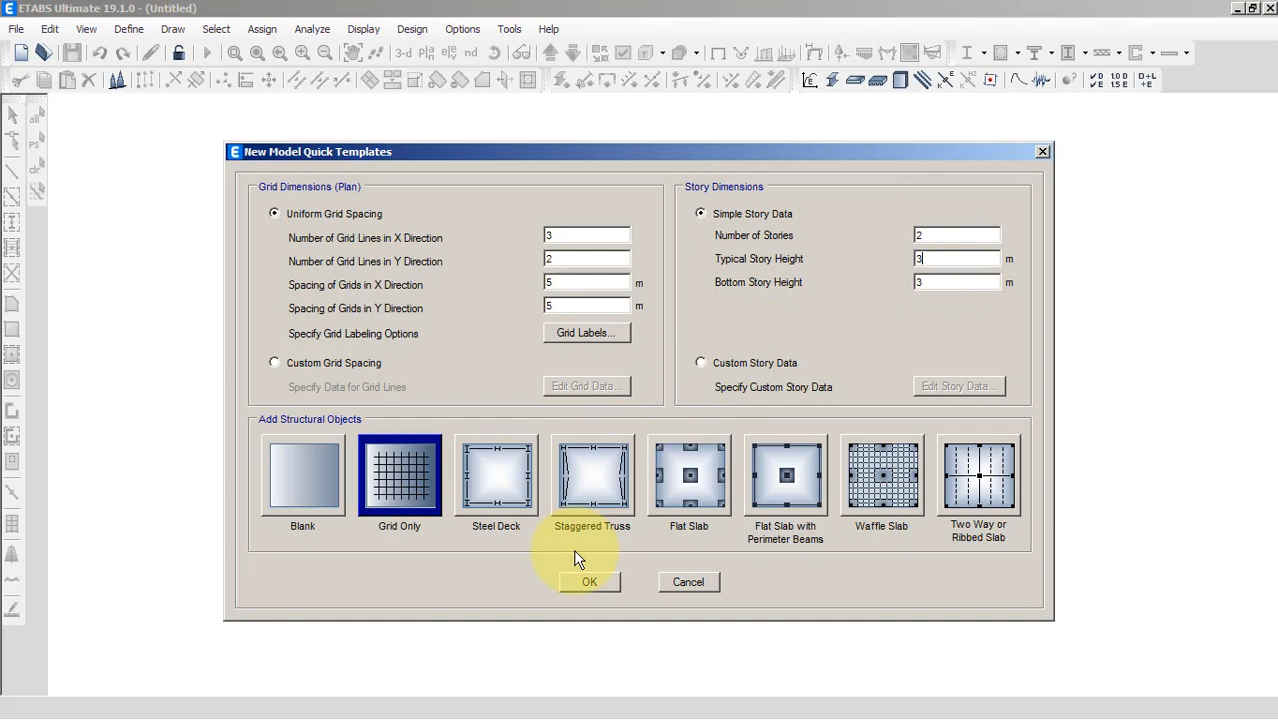 ETABS Ultimate 19.1.0 - (Untitled)
File Edit View Define Draw Select Assign Analyze Display Design Options Tools Help
3-d
nd
all
PS
clr
New Model Quick Templates
Grid Dimensions (Plan)
Uniform Grid Spacing
Number of Grid Lines in X Direction 3
Number of Grid Lines in Y Direction 2
Spacing of Grids in X Direction 5 m
Spacing of Grids in Y Direction 5 m
Specify Grid Labeling Options Grid Labels...
Custom Grid Spacing
Specify Data for Grid Lines Edit Grid Data...
Story Dimensions
Simple Story Data
Number of Stories 2
Typical Story Height 3 m
Bottom Story Height 3 m
Custom Story Data
Specify Custom Story Data Edit Story Data...
Add Structural Objects
Blank
Grid Only
Steel Deck
Staggered Truss
Flat Slab
Flat Slab with
Perimeter Beams
Waffle Slab
Two Way or
Ribbed Slab
OK Cancel